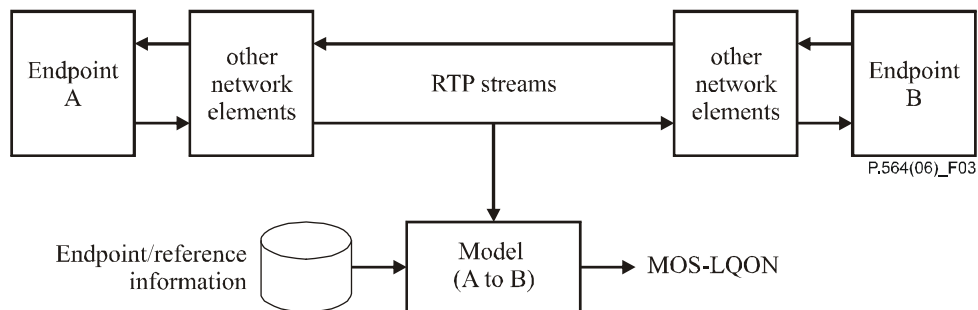 Endpoint
A
other
network
elements
RTP streams
other
network
elements
Endpoint
B
P.564(06)_F03
Endpoint/reference
information
Model
(A to B)
MOS-LQON